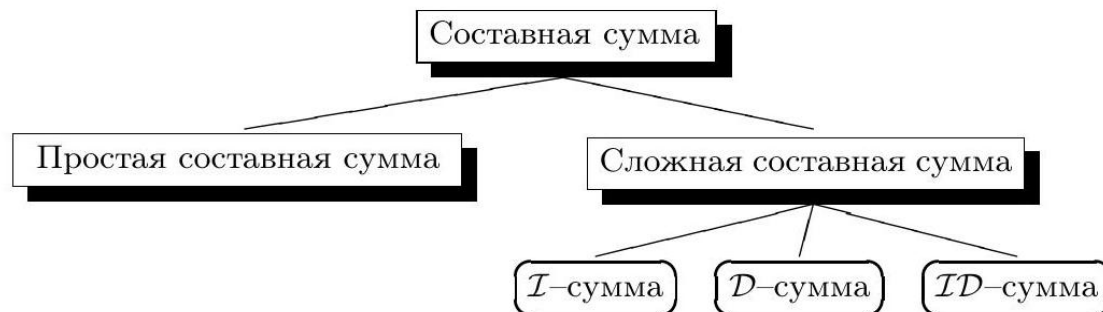 Составная сумма
Простая составная сумма
Сложная составная сумма
ℐ–сумма
𝒟–сумма
ℐ𝒟–сумма